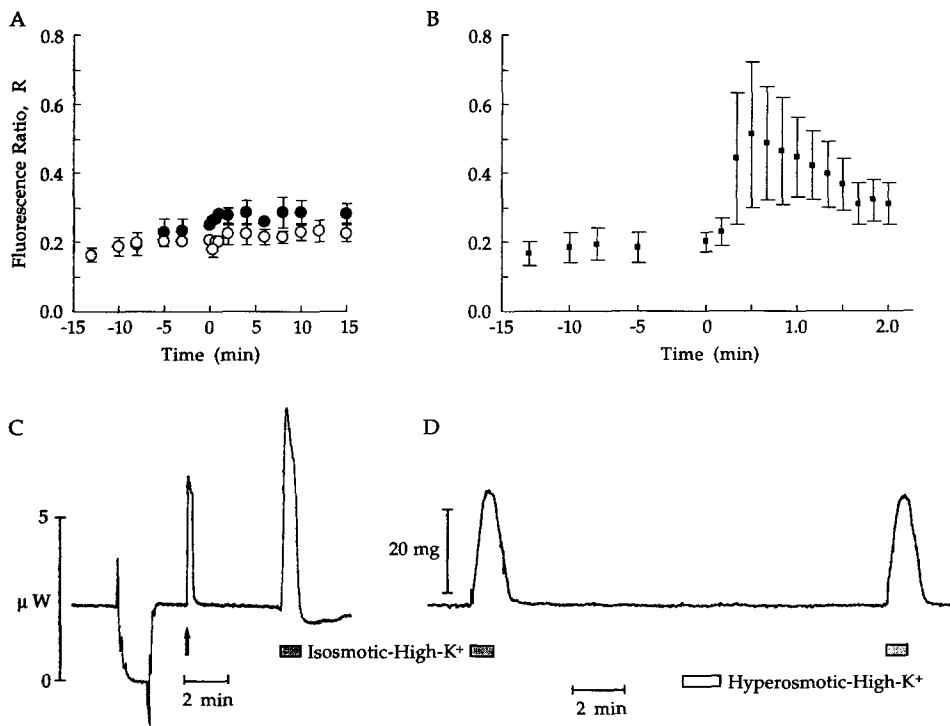 A
B
Fluorescence Ratio, R
0.8
0.6
0.4
0.2
0.0
-15
-10
-5
0
5
10
15
Time (min)
0.8
0.6
0.4
0.2
0.0
-15
-10
-5
0
1.0
2.0
Time (min)
C
D
5
μW
0
20 mg
Isosmotic-High-K⁺
2 min
2 min
Hyperosmotic-High-K⁺